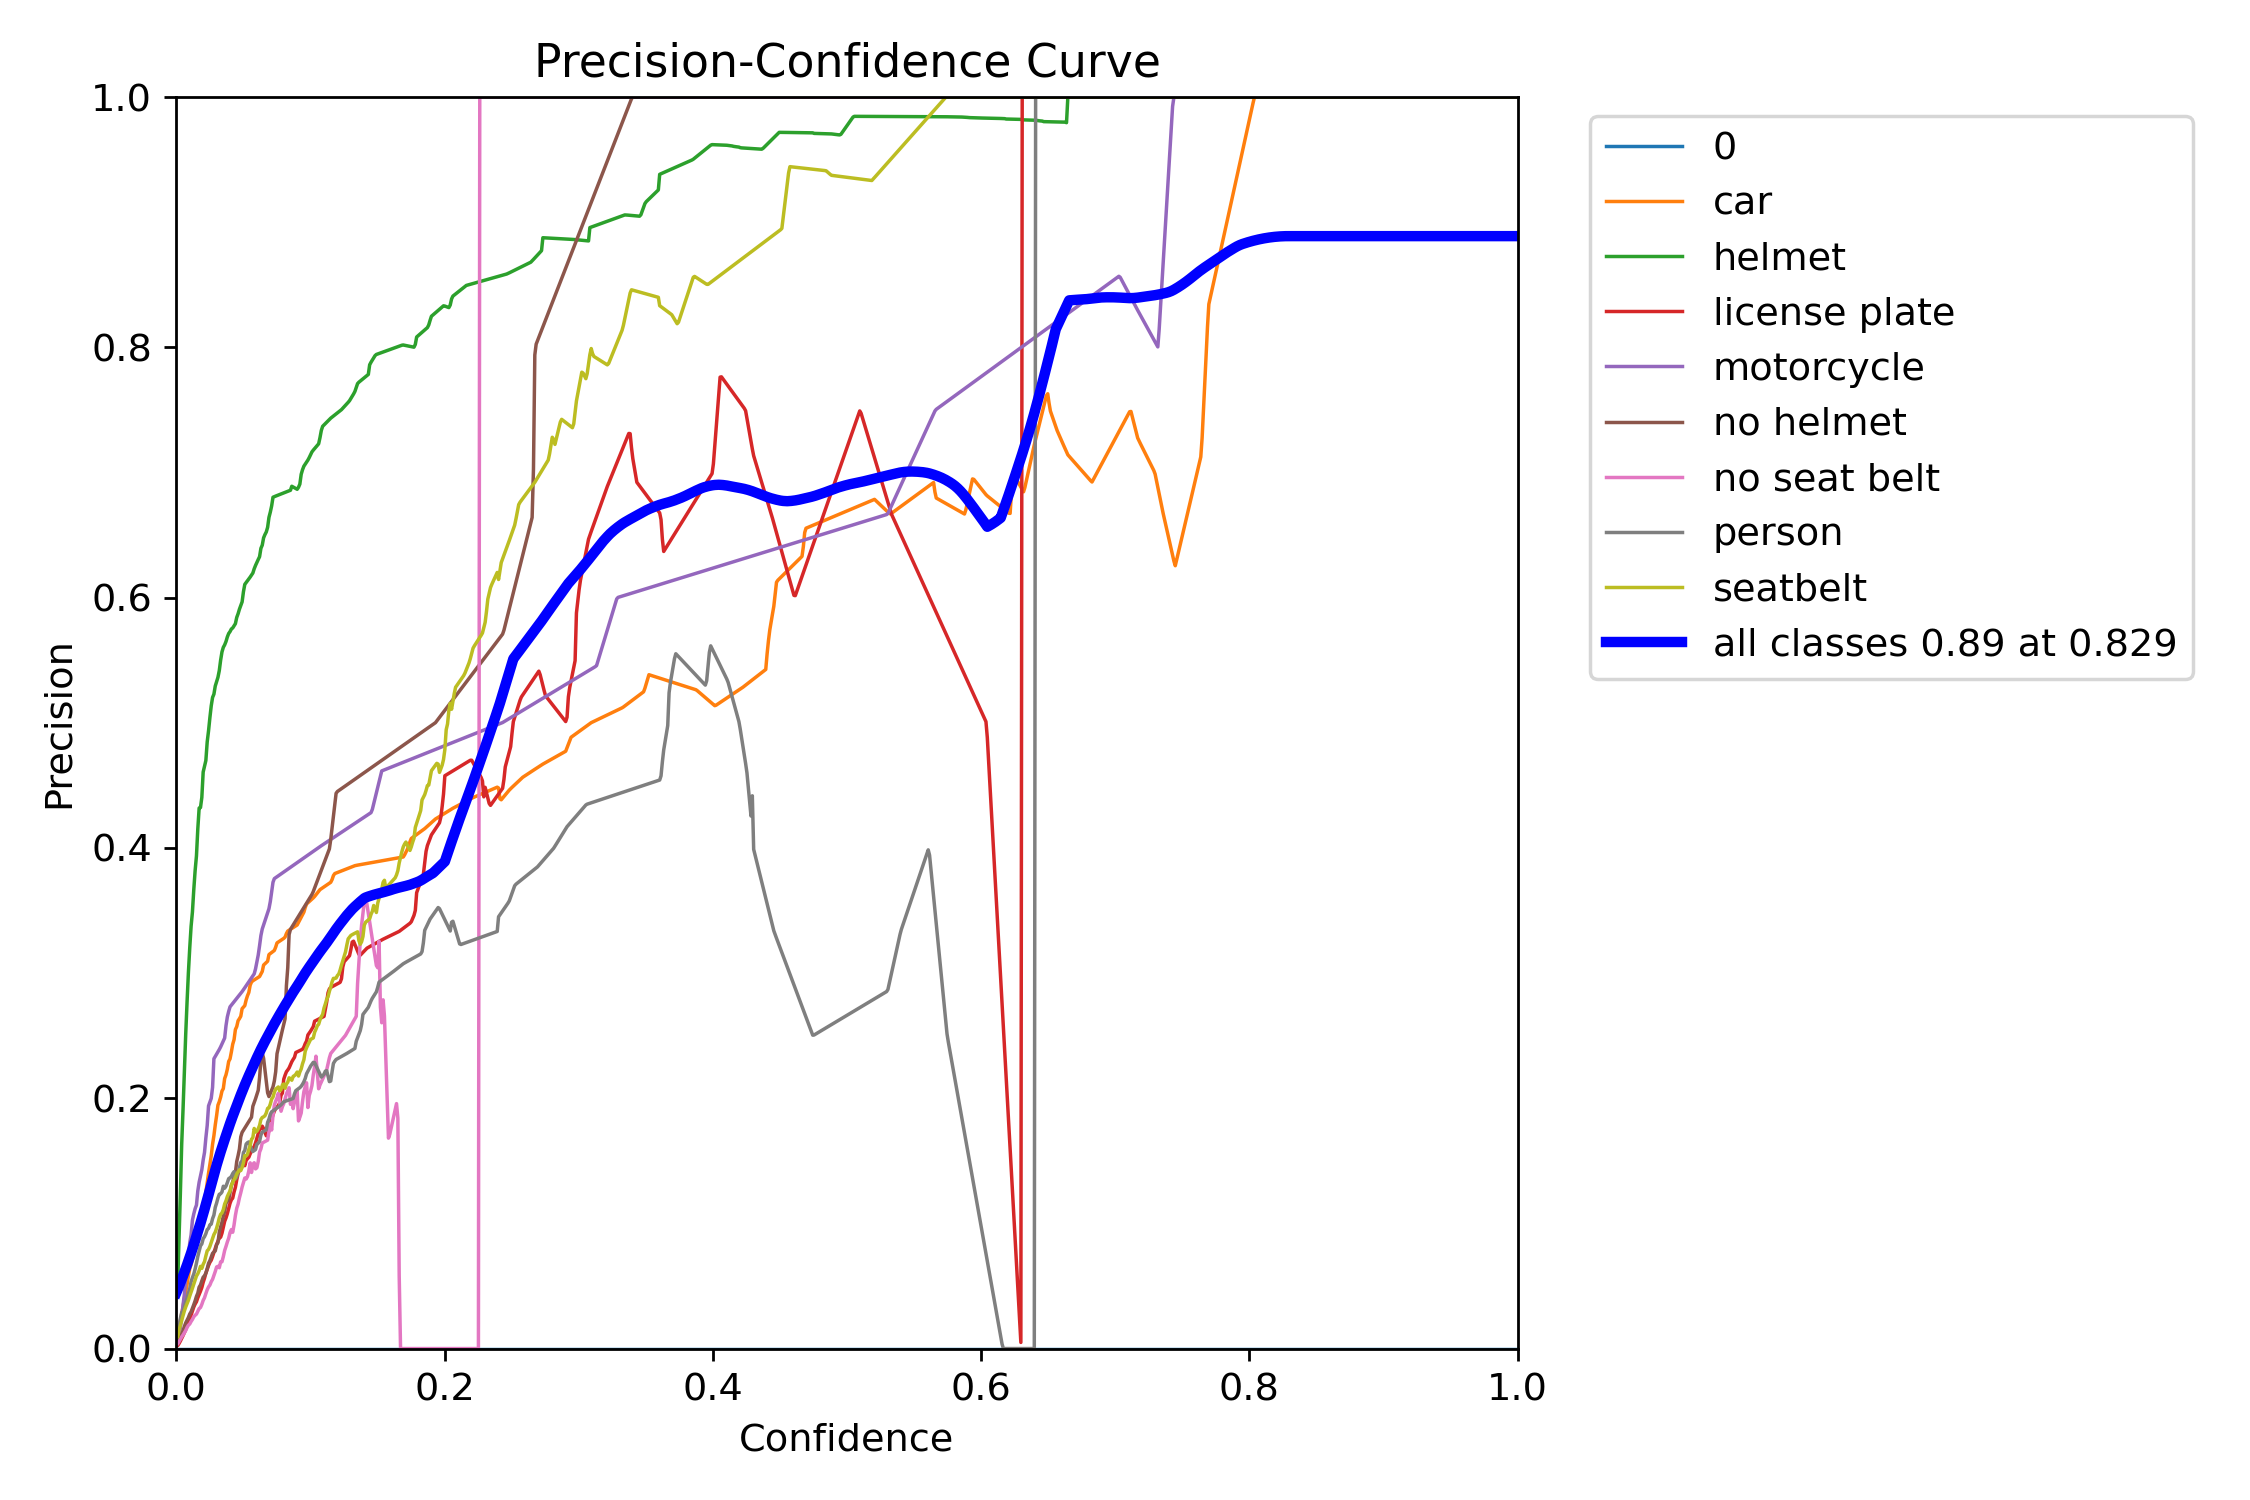 Precision-Confidence Curve
1.0
0.8
0.6
0.4
0.2
0.0
Precision
0.0 0.2 0.4 0.6 0.8 1.0
Confidence
0
car
helmet
license plate
motorcycle
no helmet
no seat belt
person
seatbelt
all classes 0.89 at 0.829